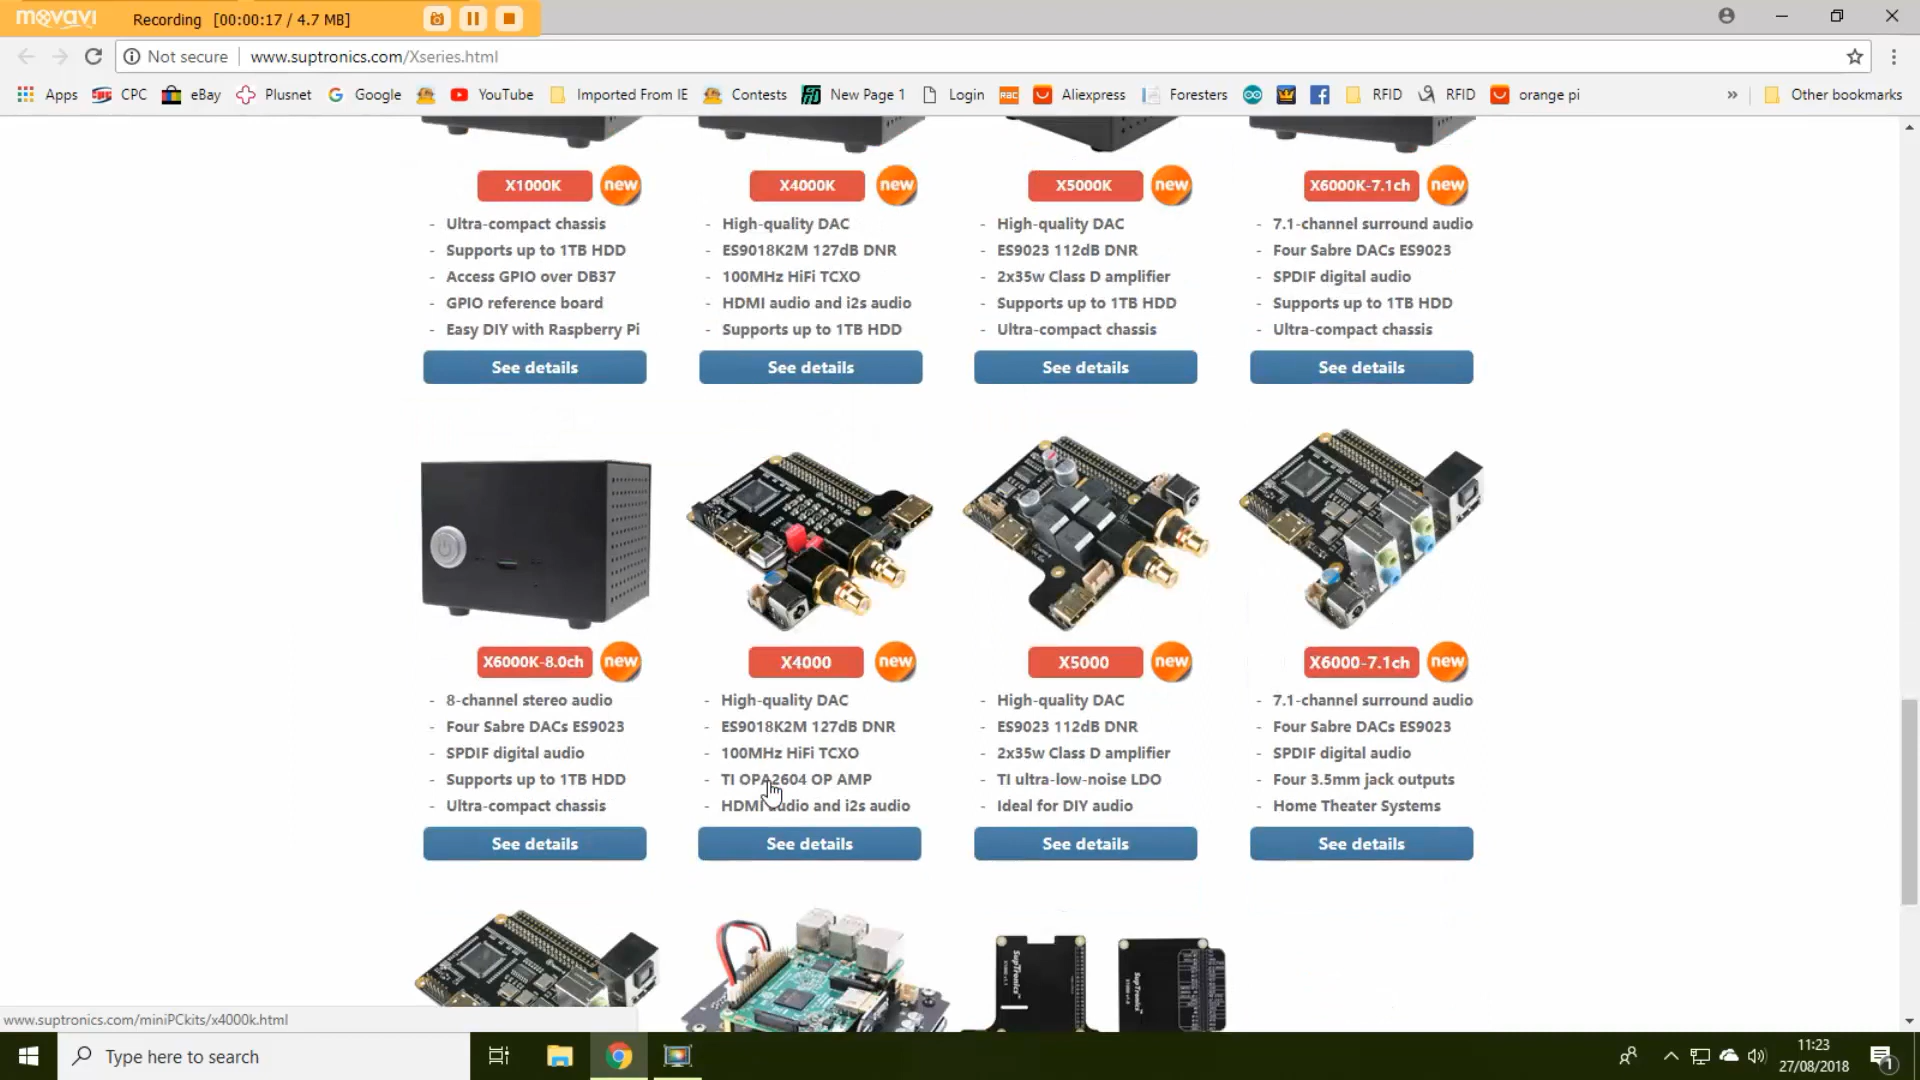 movavi
Recording [00:00:17 / 4.7 MB]
Not secure www.suptronics.com/Xseries.html
Apps CPC eBay Plusnet Google YouTube Imported From IE Contests New Page 1 Login RAC Aliexpress Foresters RFID RFID orange pi » Other bookmarks
X1000K new X4000K new X5000K new X6000K-7.1ch new
- Ultra-compact chassis
- Supports up to 1TB HDD
- Access GPIO over DB37
- GPIO reference board
- Easy DIY with Raspberry Pi
See details
- High-quality DAC
- ES9018K2M 127dB DNR
- 100MHz HiFi TCXO
- HDMI audio and i2s audio
- Supports up to 1TB HDD
See details
- High-quality DAC
- ES9023 112dB DNR
- 2x35w Class D amplifier
- Supports up to 1TB HDD
- Ultra-compact chassis
See details
- 7.1-channel surround audio
- Four Sabre DACs ES9023
- SPDIF digital audio
- Supports up to 1TB HDD
- Ultra-compact chassis
See details
X6000K-8.0ch new X4000 new X5000 new X6000-7.1ch new
- 8-channel stereo audio
- Four Sabre DACs ES9023
- SPDIF digital audio
- Supports up to 1TB HDD
- Ultra-compact chassis
See details
- High-quality DAC
- ES9018K2M 127dB DNR
- 100MHz HiFi TCXO
- TI OPA2604 OP AMP
- HDMI audio and i2s audio
See details
- High-quality DAC
- ES9023 112dB DNR
- 2x35w Class D amplifier
- TI ultra-low-noise LDO
- Ideal for DIY audio
See details
- 7.1-channel surround audio
- Four Sabre DACs ES9023
- SPDIF digital audio
- Four 3.5mm jack outputs
- Home Theater Systems
See details
SupTronics
SupTronics
www.suptronics.com/miniPCkits/x4000k.html
Type here to search
11:23
27/08/2018
1